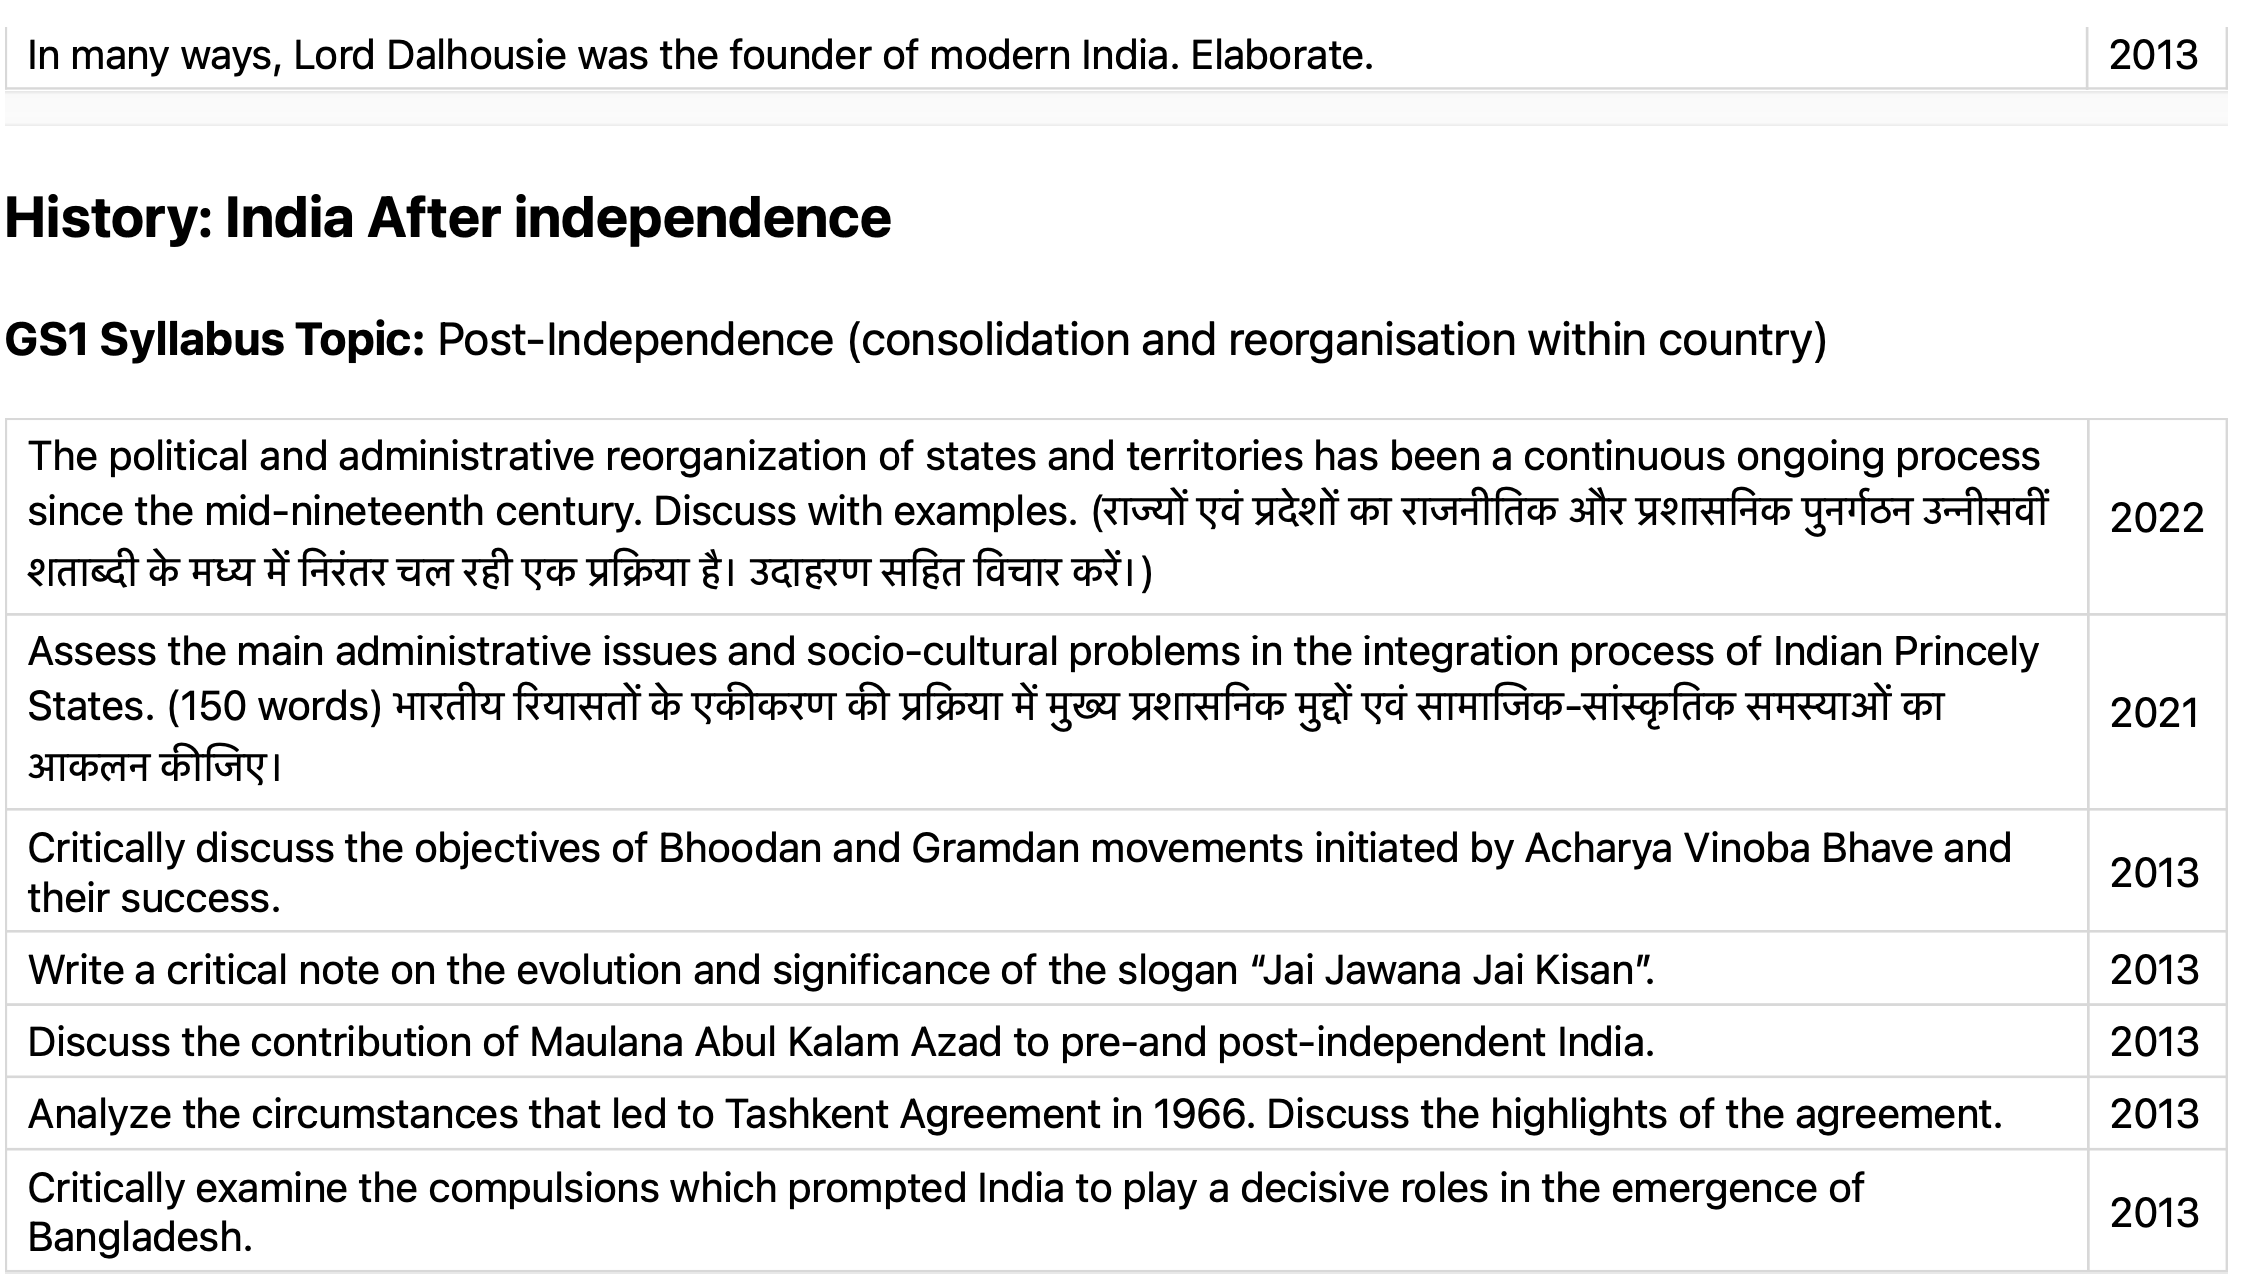 In many ways, Lord Dalhousie was the founder of modern India. Elaborate. 2013
History: India After independence
GS1 Syllabus Topic: Post-Independence (consolidation and reorganisation within country)
The political and administrative reorganization of states and territories has been a continuous ongoing process
since the mid-nineteenth century. Discuss with examples. (राज्यों एवं प्रदेशों का राजनीतिक और प्रशासनिक पुनर्गठन उन्नीसवीं
शताब्दी के मध्य में निरंतर चल रही एक प्रक्रिया है। उदाहरण सहित विचार करें।)
2022
Assess the main administrative issues and socio-cultural problems in the integration process of Indian Princely
States. (150 words) भारतीय रियासतों के एकीकरण की प्रक्रिया में मुख्य प्रशासनिक मुद्दों एवं सामाजिक-सांस्कृतिक समस्याओं का
आकलन कीजिए।
2021
Critically discuss the objectives of Bhoodan and Gramdan movements initiated by Acharya Vinoba Bhave and
their success.
2013
Write a critical note on the evolution and significance of the slogan “Jai Jawana Jai Kisan”. 2013
Discuss the contribution of Maulana Abul Kalam Azad to pre-and post-independent India. 2013
Analyze the circumstances that led to Tashkent Agreement in 1966. Discuss the highlights of the agreement. 2013
Critically examine the compulsions which prompted India to play a decisive roles in the emergence of
Bangladesh.
2013